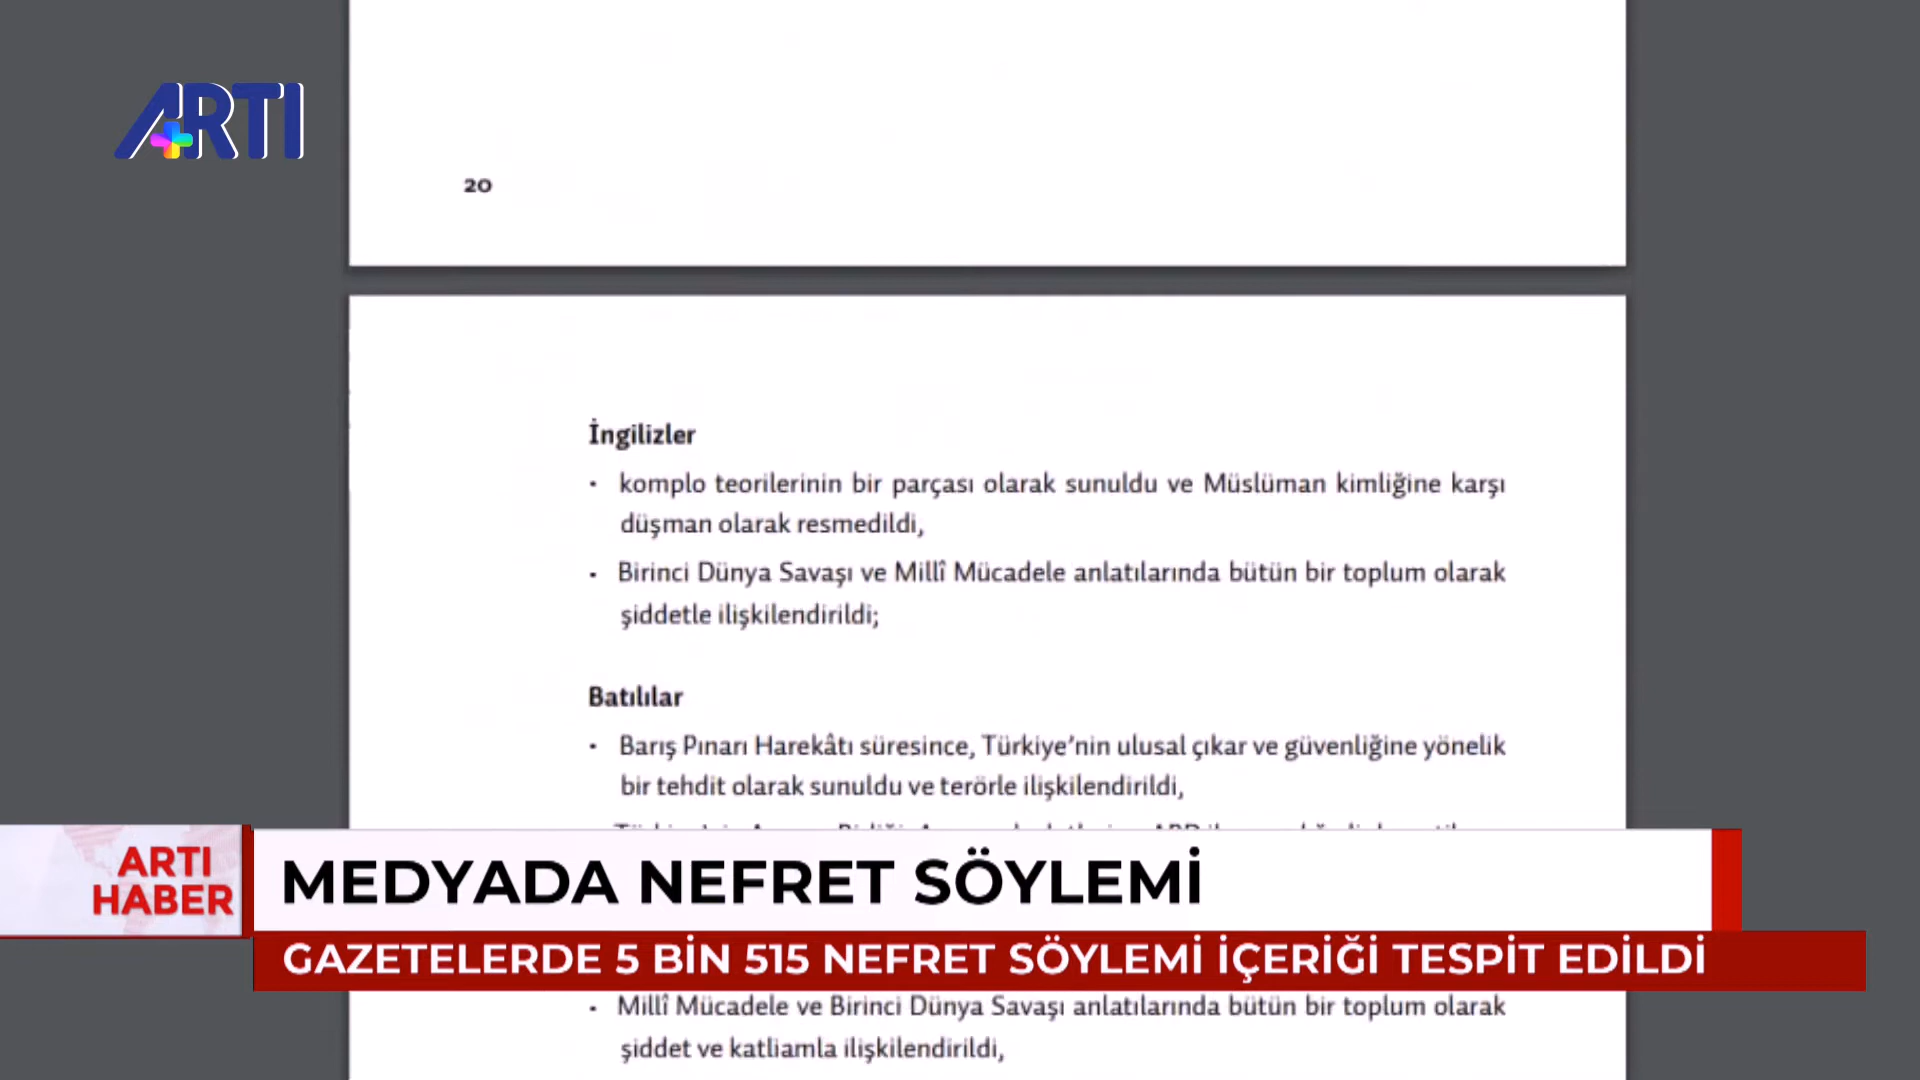 ARTI
20
İngilizler
• komplo teorilerinin bir parçası olarak sunuldu ve Müslüman kimliğine karşı
düşman olarak resmedildi,
• Birinci Dünya Savaşı ve Millî Mücadele anlatılarında bütün bir toplum olarak
şiddetle ilişkilendirildi;
Batılılar
• Barış Pınarı Harekâtı süresince, Türkiye’nin ulusal çıkar ve güvenliğine yönelik
bir tehdit olarak sunuldu ve terörle ilişkilendirildi,
ARTI
HABER
MEDYADA NEFRET SÖYLEMİ
GAZETELERDE 5 BİN 515 NEFRET SÖYLEMİ İÇERİĞİ TESPİT EDİLDİ
• Millî Mücadele ve Birinci Dünya Savaşı anlatılarında bütün bir toplum olarak
şiddet ve katliamla ilişkilendirildi,